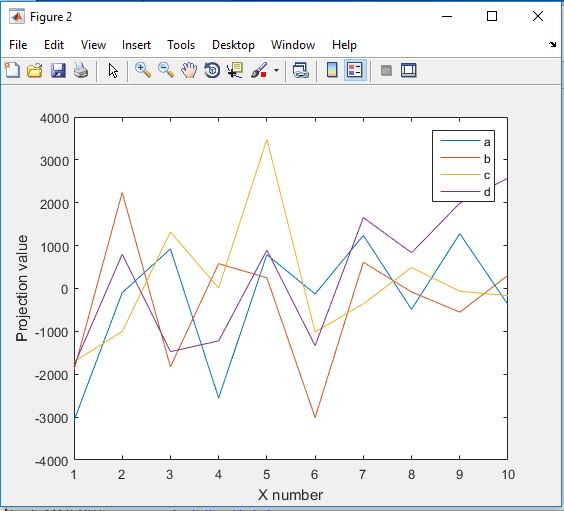 Figure 2
File Edit View Insert Tools Desktop Window Help
4000
3000
2000
1000
0
-1000
-2000
-3000
-4000
Projection value
a
b
c
d
1 2 3 4 5 6 7 8 9 10
X number